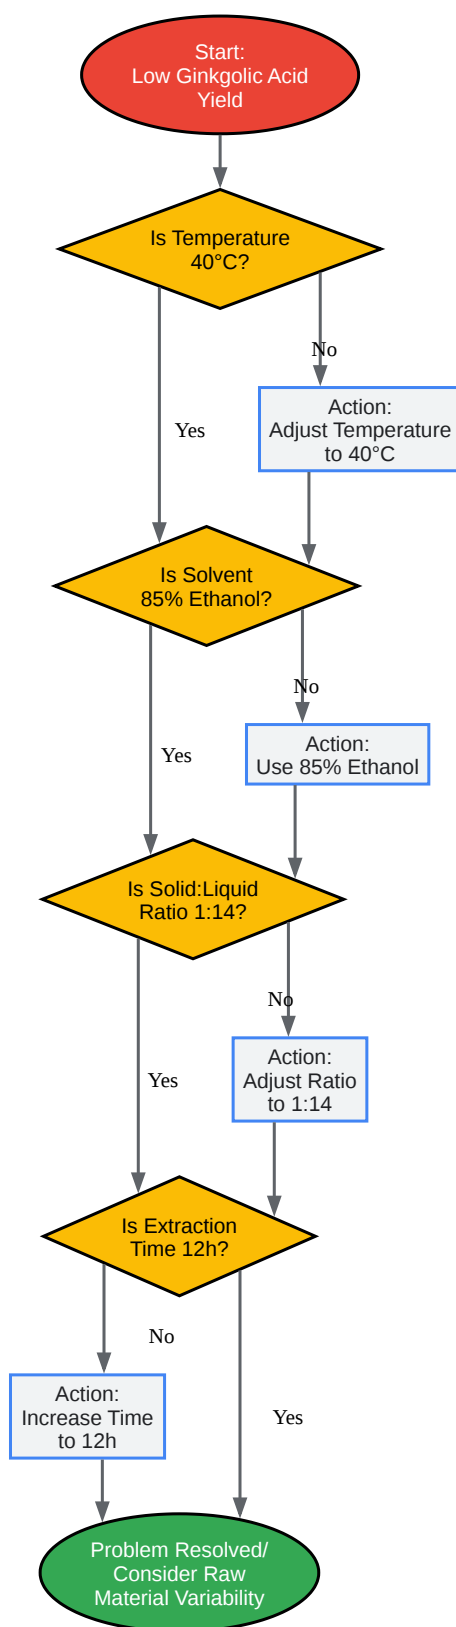 Start:
Low Ginkgolic Acid
Yield
Is Temperature
40°C?
No
Action:
Adjust Temperature
to 40°C
Yes
Is Solvent
85% Ethanol?
No
Action:
Use 85% Ethanol
Yes
Is Solid:Liquid
Ratio 1:14?
No
Action:
Adjust Ratio
to 1:14
Yes
Is Extraction
Time 12h?
No
Action:
Increase Time
to 12h
Yes
Problem Resolved/
Consider Raw
Material Variability